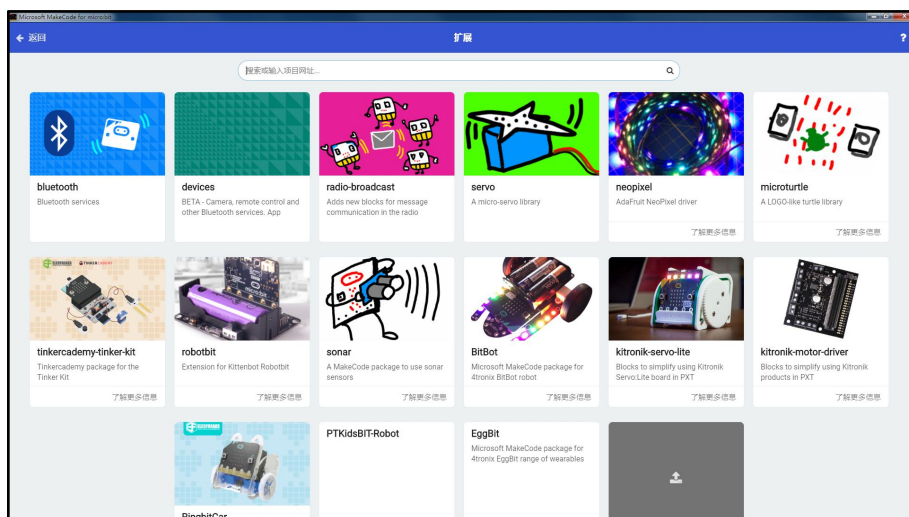 Microsoft MakeCode for micro:bit
返回
扩展
?
搜索或输入项目网址...
bluetooth
Bluetooth services
devices
BETA - Camera, remote control and
other Bluetooth services. App
radio-broadcast
Adds new blocks for message
communication in the radio
servo
A micro-servo library
neopixel
AdaFruit NeoPixel driver
了解更多信息
microturtle
A LOGO-like turtle library
了解更多信息
ELECFREAKS
TINKERCADEMY
tinkercademy-tinker-kit
Tinkercademy package for the
Tinker Kit
了解更多信息
robotbit
Extension for Kittenbot Robotbit
了解更多信息
sonar
A MakeCode package to use sonar
sensors
BitBot
Microsoft MakeCode package for
4tronix BitBot robot
了解更多信息
kitronik-servo-lite
Blocks to simplify using Kitronik
Servo:Lite board in PXT
了解更多信息
kitronik-motor-driver
Blocks to simplify using Kitronik
products in PXT
了解更多信息
ELECFREAKS
RingbitCar
PTKidsBIT-Robot
EggBit
Microsoft MakeCode package for
4tronix EggBit range of wearables